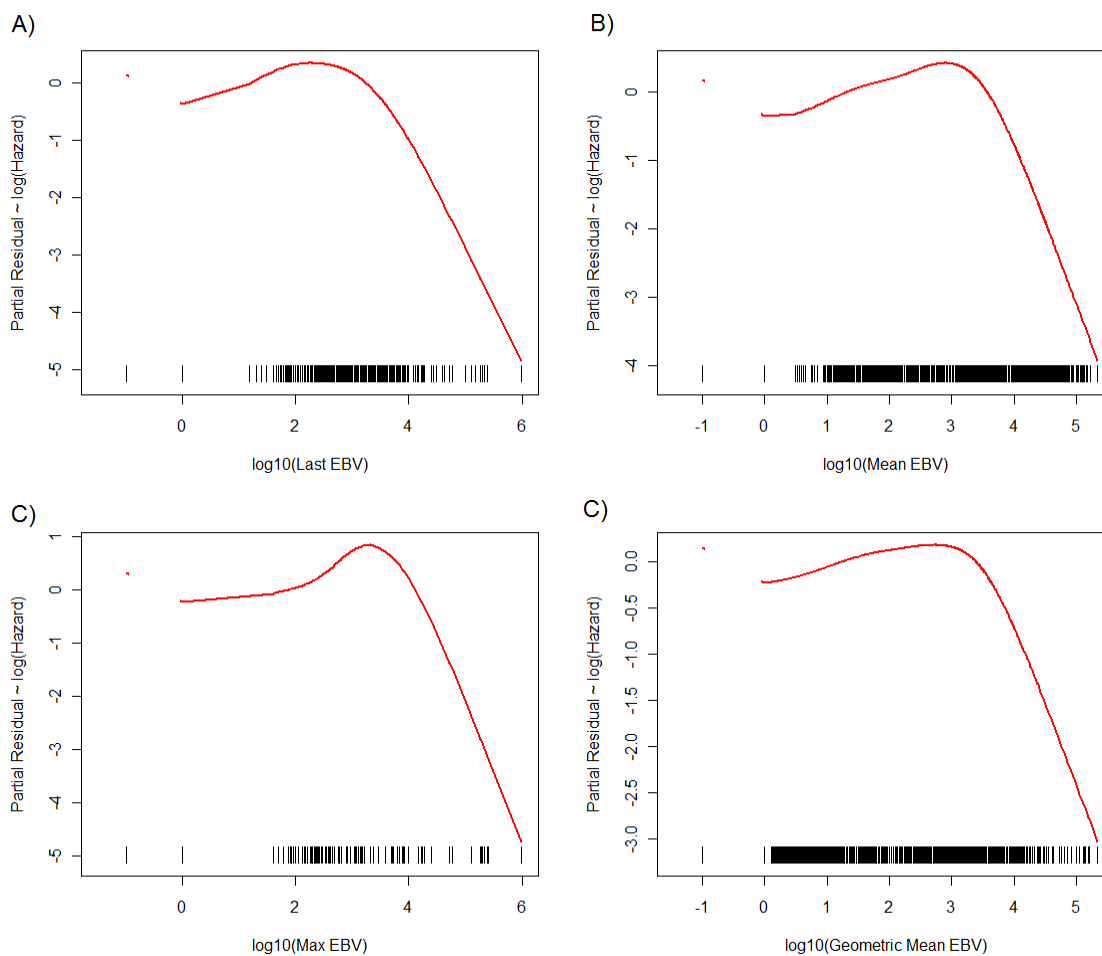 A)
Partial Residual ~ log(Hazard)
0
-1
-2
-3
-4
-5
0 2 4 6
log10(Last EBV)
B)
Partial Residual ~ log(Hazard)
0
-1
-2
-3
-4
-1 0 1 2 3 4 5
log10(Mean EBV)
C)
Partial Residual ~ log(Hazard)
1
0
-1
-2
-3
-4
-5
0 2 4 6
log10(Max EBV)
C)
Partial Residual ~ log(Hazard)
0.0
-0.5
-1.0
-1.5
-2.0
-2.5
-3.0
-1 0 1 2 3 4 5
log10(Geometric Mean EBV)